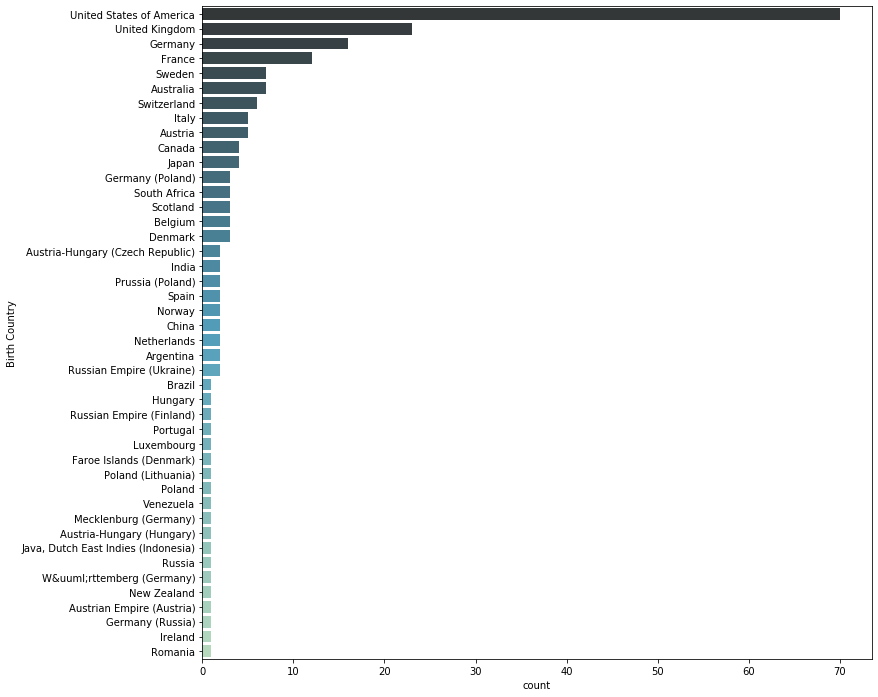 United States of America
United Kingdom
Germany
France
Sweden
Australia
Switzerland
Italy
Austria
Canada
Japan
Germany (Poland)
South Africa
Scotland
Belgium
Denmark
Austria-Hungary (Czech Republic)
India
Prussia (Poland)
Spain
Norway
China
Netherlands
Argentina
Russian Empire (Ukraine)
Brazil
Hungary
Russian Empire (Finland)
Portugal
Luxembourg
Faroe Islands (Denmark)
Poland (Lithuania)
Poland
Venezuela
Mecklenburg (Germany)
Austria-Hungary (Hungary)
Java, Dutch East Indies (Indonesia)
Russia
W&uuml;rttemberg (Germany)
New Zealand
Austrian Empire (Austria)
Germany (Russia)
Ireland
Romania
Birth Country
0 10 20 30 40 50 60 70
count